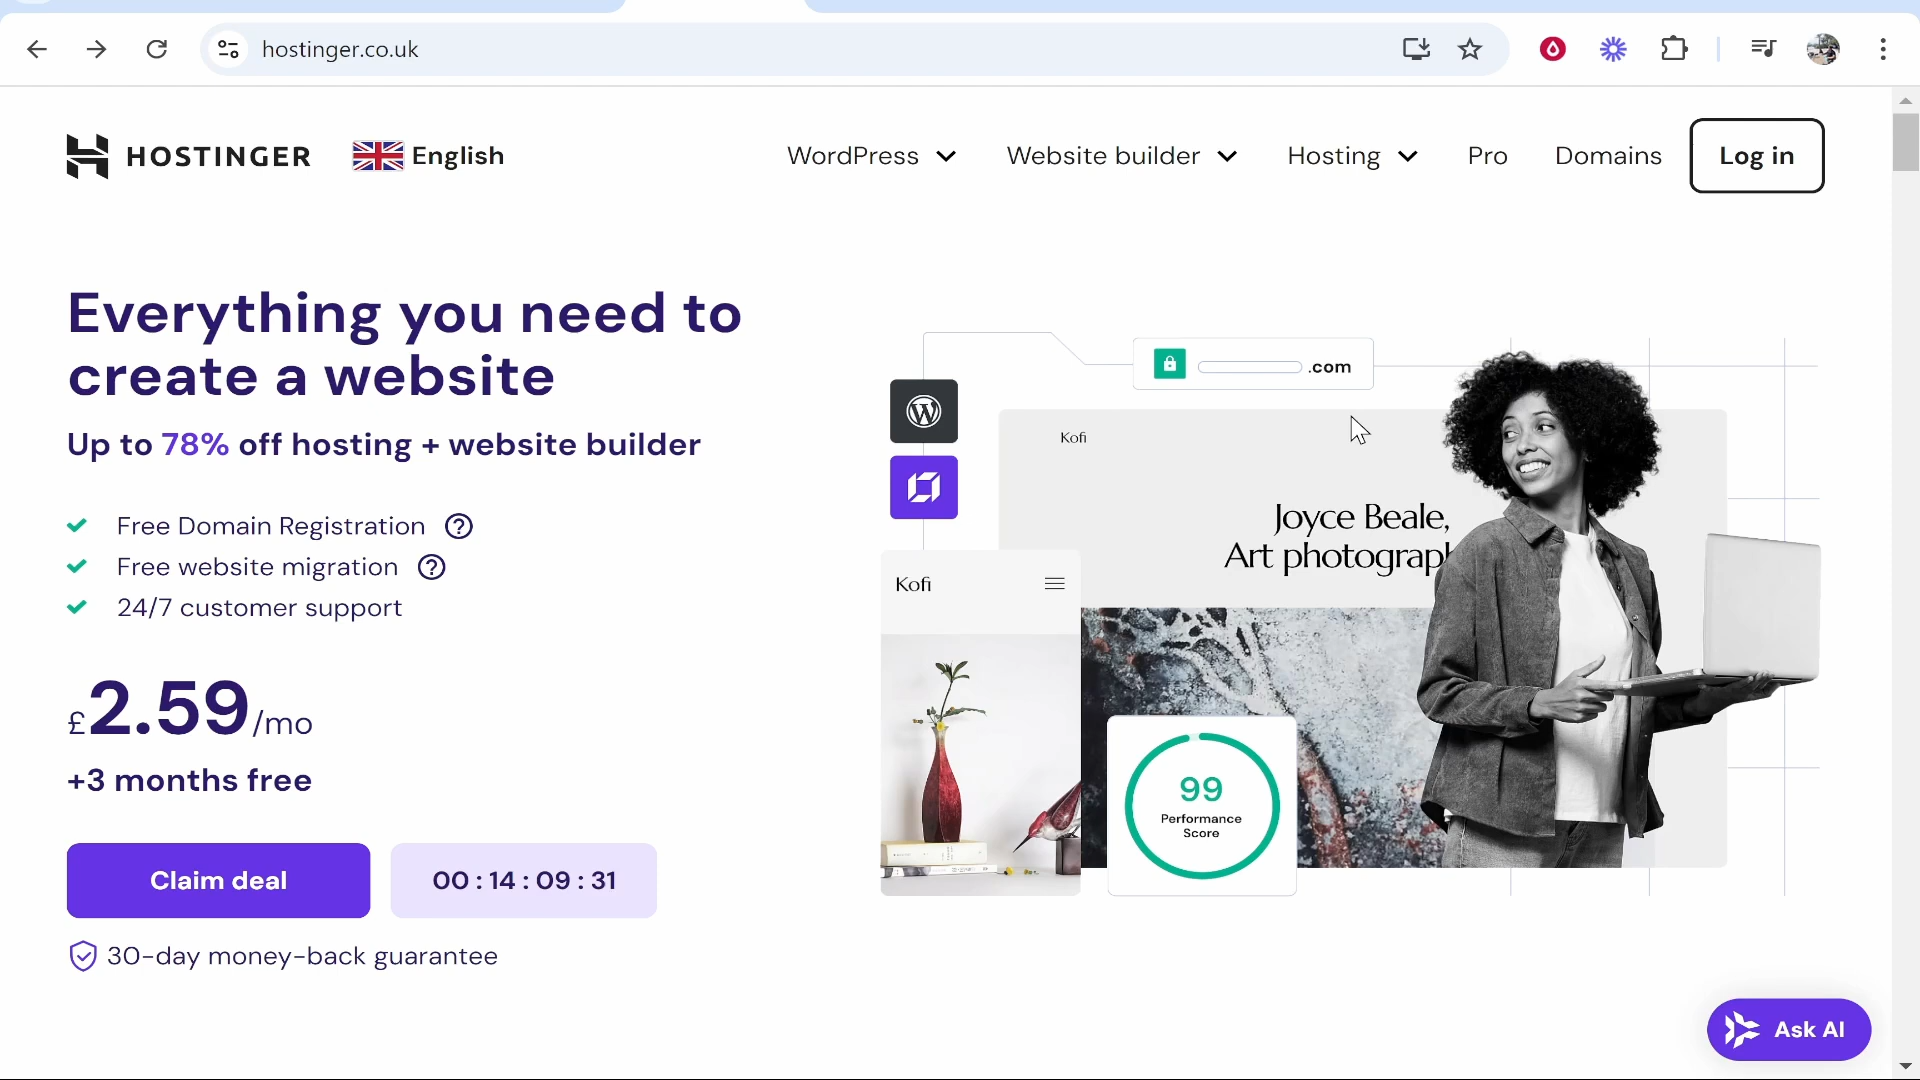 hostinger.co.uk
HOSTINGER
English
WordPress
Website builder
Hosting
Pro
Domains
Log in
Everything you need to
create a website
Up to 78% off hosting + website builder
Free Domain Registration ?
Free website migration ?
24/7 customer support
£2.59/mo
+3 months free
Claim deal
00 : 14 : 09 : 31
30-day money-back guarantee
.com
Kofi
Joyce Beale,
Art photograph
Kofi
99
Performance
Score
Ask AI